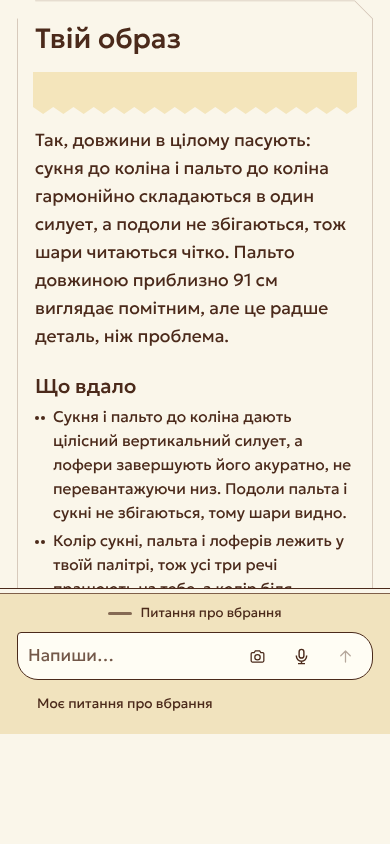 Твій образ
Так, довжини в цілому пасують:
сукня до коліна і пальто до коліна
гармонійно складаються в один
силует, а подоли не збігаються, тож
шари читаються чітко. Пальто
довжиною приблизно 91 см
виглядає помітним, але це радше
деталь, ніж проблема.
Що вдало
•• Сукня і пальто до коліна дають
цілісний вертикальний силует, а
лофери завершують його акуратно, не
перевантажуючи низ. Подоли пальта і
сукні не збігаються, тому шари видно.
•• Колір сукні, пальта і лоферів лежить у
твоїй палітрі, тож усі три речі
Питання про вбрання
Напиши...
Моє питання про вбрання